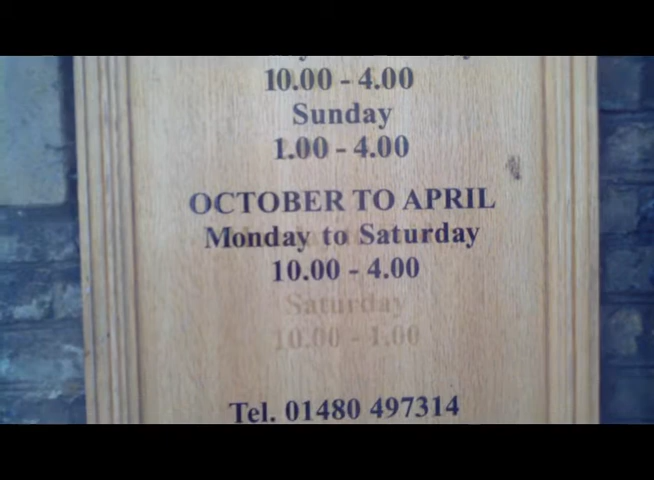 10.00 - 4.00
Sunday
1.00 - 4.00
OCTOBER TO APRIL
Monday to Saturday
10.00 - 4.00
Saturday
10.00 - 1.00
Tel. 01480 497314